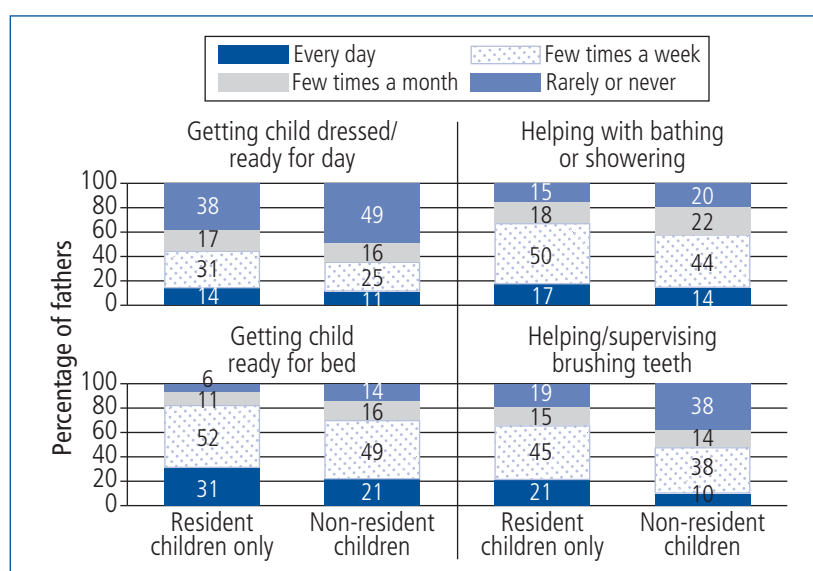 Every day Few times a week
Few times a month Rarely or never
Getting child dressed/
ready for day
Helping with bathing
or showering
Percentage of fathers
100
80
60
40
20
0
38
17
31
14
49
16
25
11
15
18
50
17
20
22
44
14
Getting child
ready for bed
Helping/supervising
brushing teeth
100
80
60
40
20
0
6
11
52
31
14
16
49
21
19
15
45
21
38
14
38
10
Resident
children only
Non-resident
children
Resident
children only
Non-resident
children